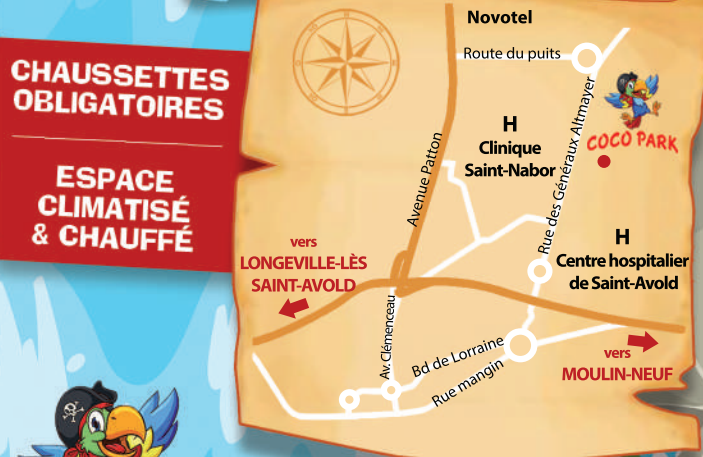 CHAUSSETTES
OBLIGATOIRES
ESPACE
CLIMATISÉ
& CHAUFFÉ
Novotel
Route du puits
Rue des Généraux Altmayer
COCO PARK
H
Clinique
Saint-Nabor
Avenue Patton
H
Centre hospitalier
de Saint-Avold
vers
LONGEVILLE-LÈS
SAINT-AVOLD
Av. Clémenceau
Bd de Lorraine
Rue mangin
vers
MOULIN-NEUF